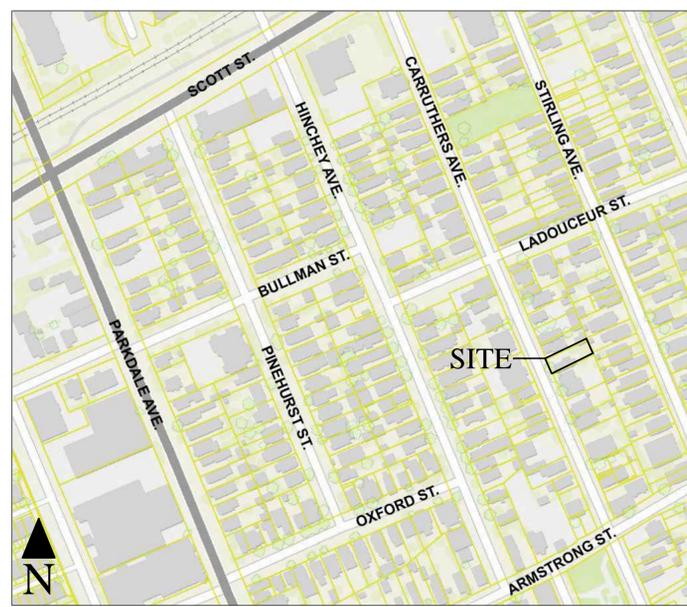 SCOTT ST.
HINCHEY AVE.
CARRUTHERS AVE.
STIRLING AVE.
LADOUCEUR ST.
BULLMAN ST.
PARKDALE AVE.
PINEHURST ST.
SITE
OXFORD ST.
ARMSTRONG ST.
N